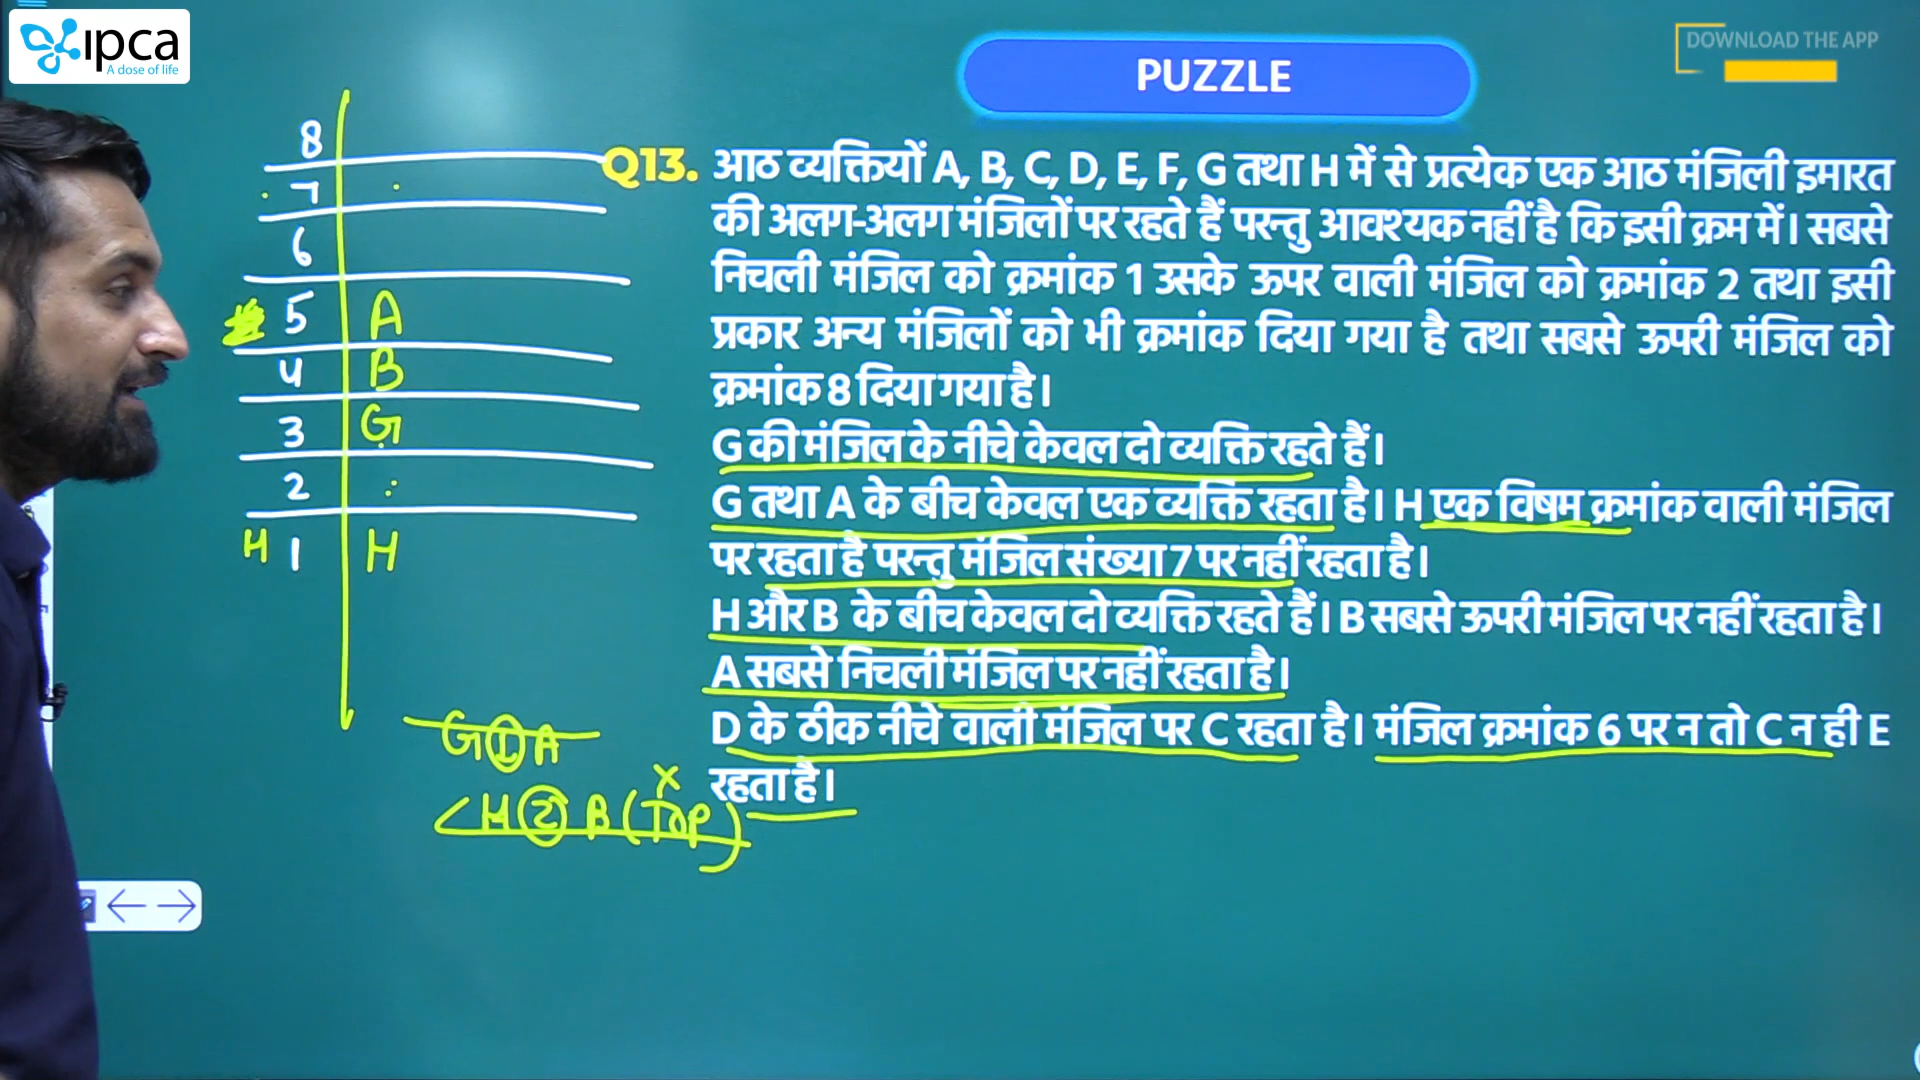 ipca
A dose of life
DOWNLOAD THE APP
PUZZLE
Q13. आठ व्यक्तियों A, B, C, D, E, F, G तथा H में से प्रत्येक एक आठ मंजिली इमारत
की अलग-अलग मंजिलों पर रहते हैं परन्तु आवश्यक नहीं है कि इसी क्रम में। सबसे
निचली मंजिल को क्रमांक 1 उसके ऊपर वाली मंजिल को क्रमांक 2 तथा इसी
प्रकार अन्य मंजिलों को भी क्रमांक दिया गया है तथा सबसे ऊपरी मंजिल को
क्रमांक 8 दिया गया है।
G की मंजिल के नीचे केवल दो व्यक्ति रहते हैं।
G तथा A के बीच केवल एक व्यक्ति रहता है। H एक विषम क्रमांक वाली मंजिल
पर रहता है परन्तु मंजिल संख्या 7 पर नहीं रहता है।
H और B के बीच केवल दो व्यक्ति रहते हैं। B सबसे ऊपरी मंजिल पर नहीं रहता है।
A सबसे निचली मंजिल पर नहीं रहता है।
D के ठीक नीचे वाली मंजिल पर C रहता है। मंजिल क्रमांक 6 पर न तो C न ही E
रहता है।
8
7
6
5 A
4 B
3 G
2
H 1 H
G 1 A
H 2 B (TOP) x